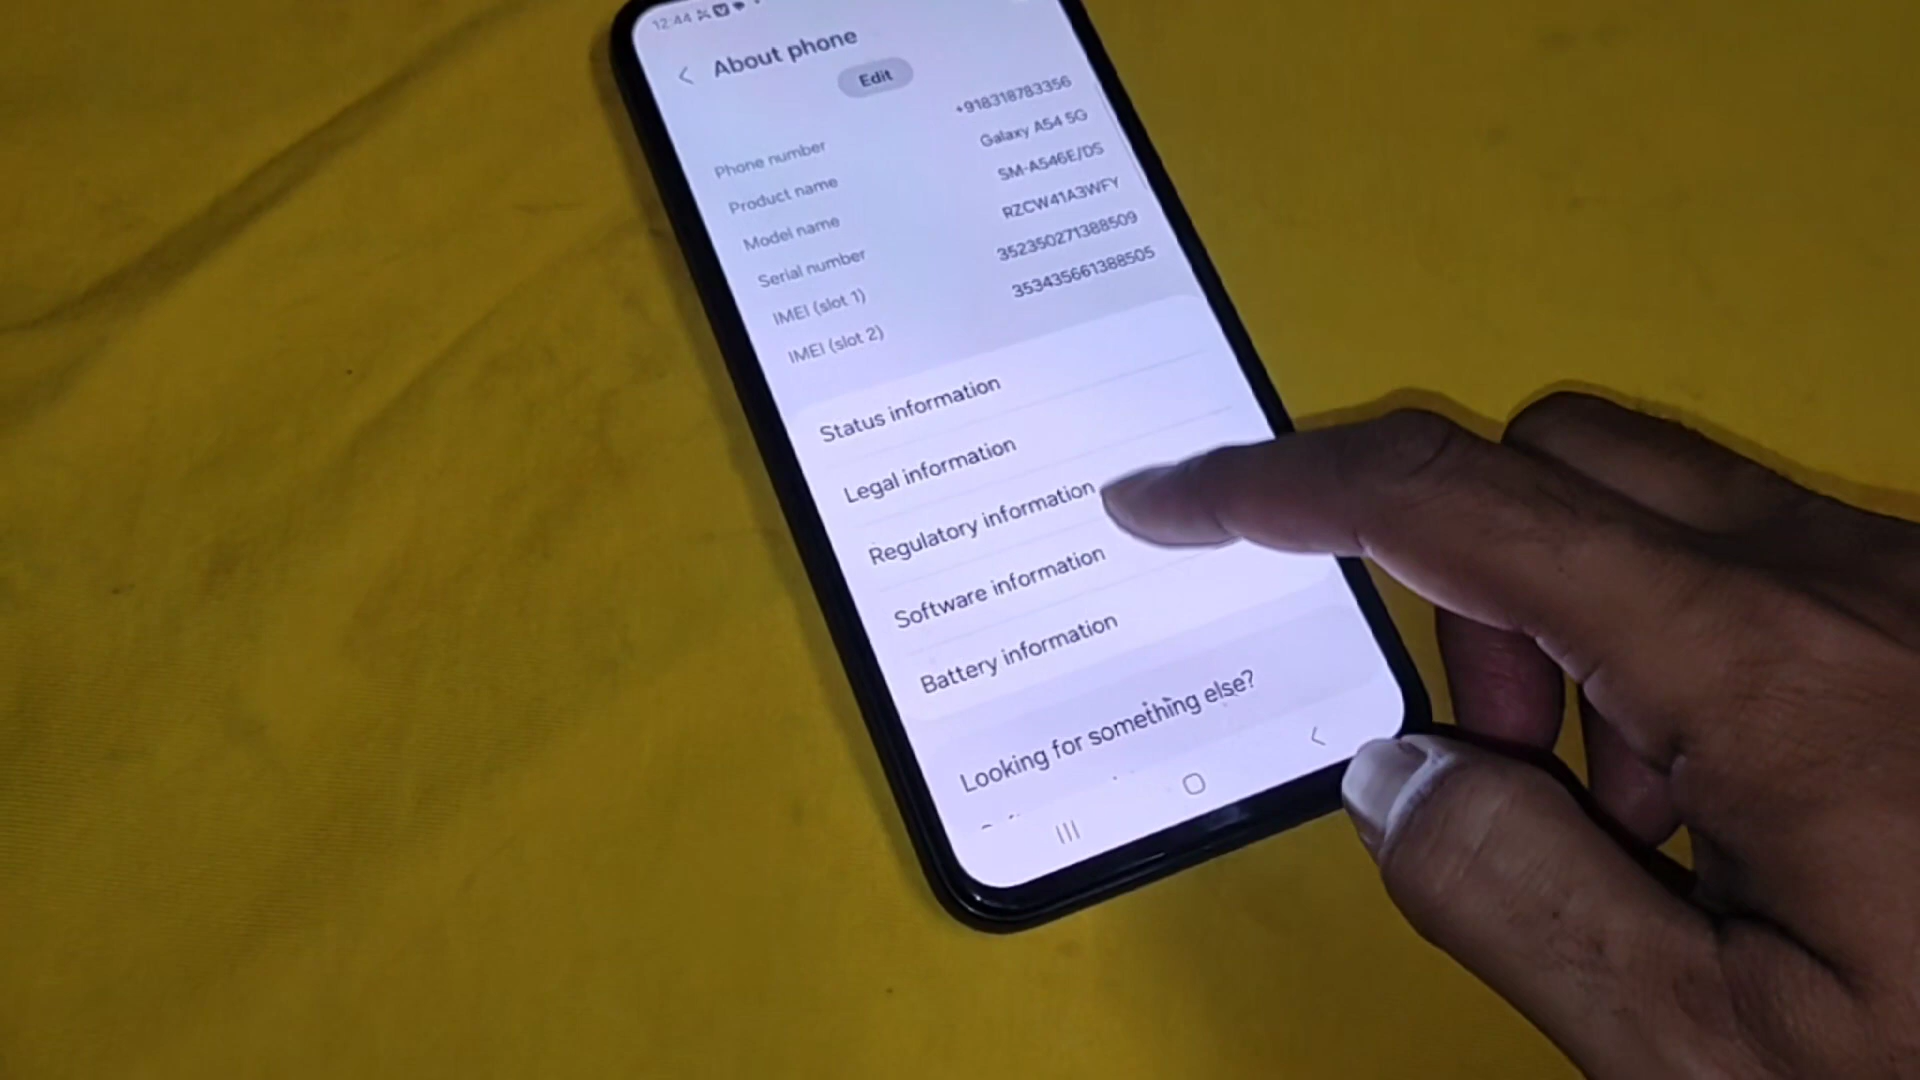 12:44
About phone
Edit
Phone number +918318783356
Product name Galaxy A54 5G
Model name SM-A546E/DS
Serial number RZCW41A3WFY
IMEI (slot 1) 352350271388509
IMEI (slot 2) 353435661388505
Status information
Legal information
Regulatory information
Software information
Battery information
Looking for something else?